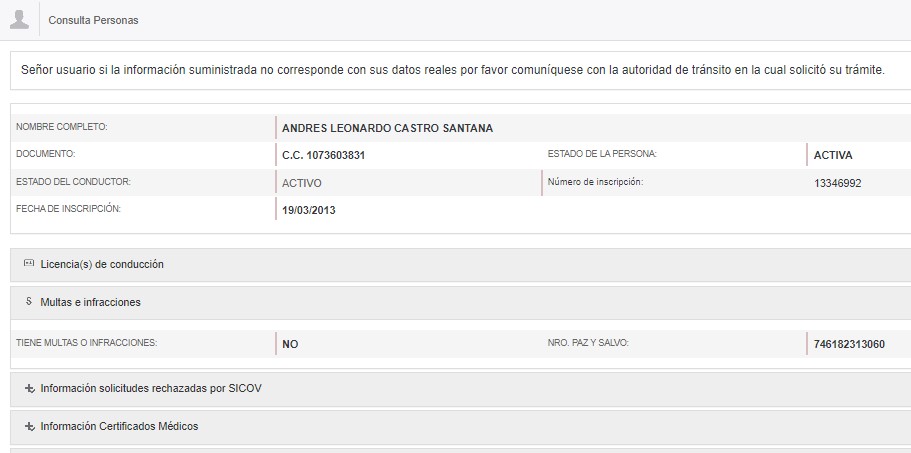 Consulta Personas
Señor usuario si la información suministrada no corresponde con sus datos reales por favor comuníquese con la autoridad de tránsito en la cual solicitó su trámite.
NOMBRE COMPLETO: ANDRES LEONARDO CASTRO SANTANA
DOCUMENTO: C.C. 1073603831 ESTADO DE LA PERSONA: ACTIVA
ESTADO DEL CONDUCTOR: ACTIVO Número de inscripción: 13346992
FECHA DE INSCRIPCIÓN: 19/03/2013
Licencia(s) de conducción
Multas e infracciones
TIENE MULTAS O INFRACCIONES: NO NRO. PAZ Y SALVO: 746182313060
Información solicitudes rechazadas por SICOV
Información Certificados Médicos